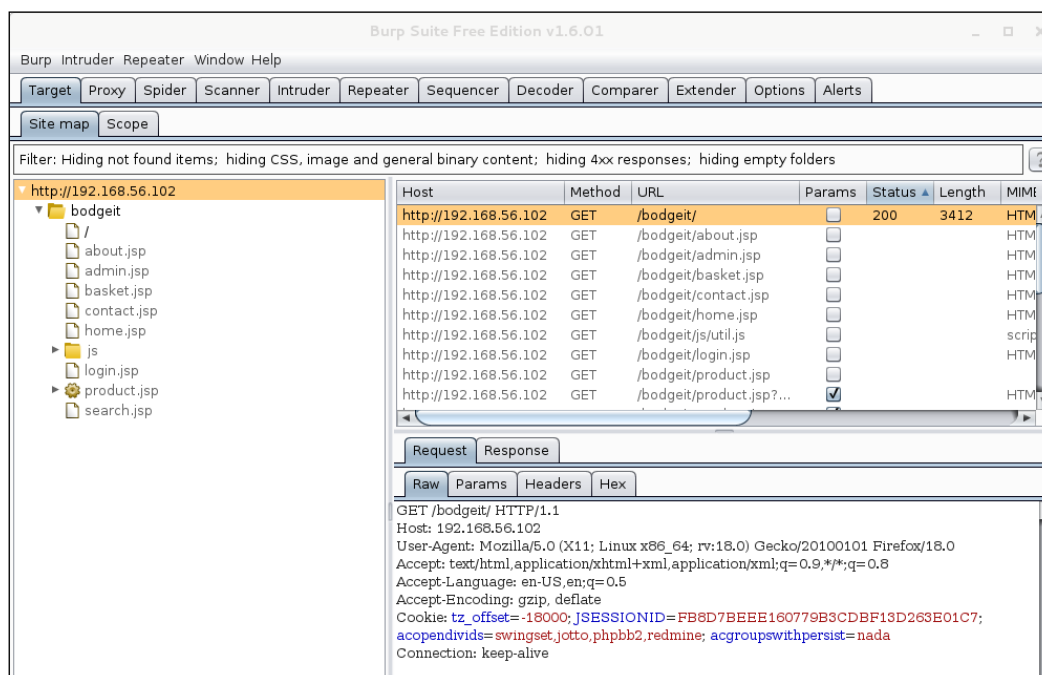 Burp Suite Free Edition v1.6.01
Burp Intruder Repeater Window Help
Target Proxy Spider Scanner Intruder Repeater Sequencer Decoder Comparer Extender Options Alerts
Site map Scope
Filter: Hiding not found items; hiding CSS, image and general binary content; hiding 4xx responses; hiding empty folders ?
http://192.168.56.102
bodgeit
/
about.jsp
admin.jsp
basket.jsp
contact.jsp
home.jsp
js
login.jsp
product.jsp
search.jsp
Host Method URL Params Status Length MIME
http://192.168.56.102 GET /bodgeit/ 200 3412 HTM
http://192.168.56.102 GET /bodgeit/about.jsp HTM
http://192.168.56.102 GET /bodgeit/admin.jsp HTM
http://192.168.56.102 GET /bodgeit/basket.jsp HTM
http://192.168.56.102 GET /bodgeit/contact.jsp HTM
http://192.168.56.102 GET /bodgeit/home.jsp HTM
http://192.168.56.102 GET /bodgeit/js/util.js scrip
http://192.168.56.102 GET /bodgeit/login.jsp HTM
http://192.168.56.102 GET /bodgeit/product.jsp
http://192.168.56.102 GET /bodgeit/product.jsp?... HTM
Request Response
Raw Params Headers Hex
GET /bodgeit/ HTTP/1.1
Host: 192.168.56.102
User-Agent: Mozilla/5.0 (X11; Linux x86_64; rv:18.0) Gecko/20100101 Firefox/18.0
Accept: text/html,application/xhtml+xml,application/xml;q=0.9,*/*;q=0.8
Accept-Language: en-US,en;q=0.5
Accept-Encoding: gzip, deflate
Cookie: tz_offset=-18000; JSESSIONID=FB8D7BEEE160779B3CDBF13D263E01C7;
acopendivids=swingset,jotto,phpbb2,redmine; acgroupswithpersist=nada
Connection: keep-alive